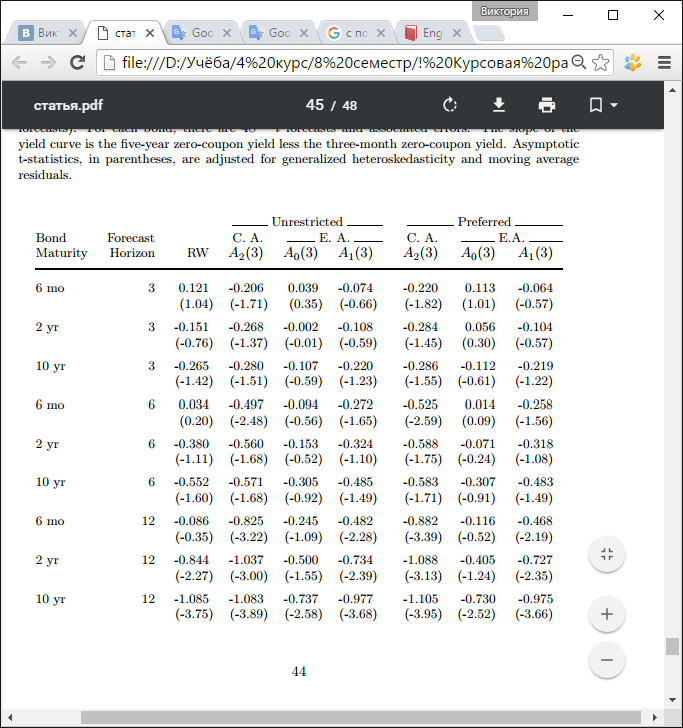 Виктория
Вик стат Goo Goo с по Eng
file:///D:/Учёба/4%20курс/8%20семестр/!%20Курсовая%20ра
статья.pdf 45 / 48
forecasts). For each bond, there are 45 − forecasts and associated errors. The slope of the
yield curve is the five-year zero-coupon yield less the three-month zero-coupon yield. Asymptotic
t-statistics, in parentheses, are adjusted for generalized heteroskedasticity and moving average
residuals.
Unrestricted Preferred
Bond Forecast C. A. E. A. C. A. E.A.
Maturity Horizon RW A₂(3) A₀(3) A₁(3) A₂(3) A₀(3) A₁(3)
6 mo 3 0.121 -0.206 0.039 -0.074 -0.220 0.113 -0.064
(1.04) (-1.71) (0.35) (-0.66) (-1.82) (1.01) (-0.57)
2 yr 3 -0.151 -0.268 -0.002 -0.108 -0.284 0.056 -0.104
(-0.76) (-1.37) (-0.01) (-0.59) (-1.45) (0.30) (-0.57)
10 yr 3 -0.265 -0.280 -0.107 -0.220 -0.286 -0.112 -0.219
(-1.42) (-1.51) (-0.59) (-1.23) (-1.55) (-0.61) (-1.22)
6 mo 6 0.034 -0.497 -0.094 -0.272 -0.525 0.014 -0.258
(0.20) (-2.48) (-0.56) (-1.65) (-2.59) (0.09) (-1.56)
2 yr 6 -0.380 -0.560 -0.153 -0.324 -0.588 -0.071 -0.318
(-1.11) (-1.68) (-0.52) (-1.10) (-1.75) (-0.24) (-1.08)
10 yr 6 -0.552 -0.571 -0.305 -0.485 -0.583 -0.307 -0.483
(-1.60) (-1.68) (-0.92) (-1.49) (-1.71) (-0.91) (-1.49)
6 mo 12 -0.086 -0.825 -0.245 -0.482 -0.882 -0.116 -0.468
(-0.35) (-3.22) (-1.09) (-2.28) (-3.39) (-0.52) (-2.19)
2 yr 12 -0.844 -1.037 -0.500 -0.734 -1.088 -0.405 -0.727
(-2.27) (-3.00) (-1.55) (-2.39) (-3.13) (-1.24) (-2.35)
10 yr 12 -1.085 -1.083 -0.737 -0.977 -1.105 -0.730 -0.975
(-3.75) (-3.89) (-2.58) (-3.68) (-3.95) (-2.52) (-3.66)
44